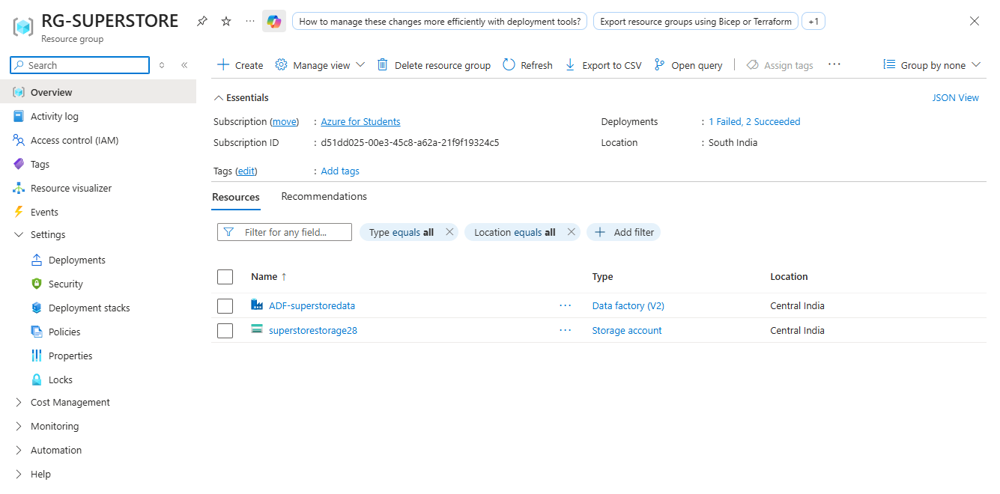 RG-SUPERSTORE
Resource group
How to manage these changes more efficiently with deployment tools?
Export resource groups using Bicep or Terraform
+1
Search
Overview
Activity log
Access control (IAM)
Tags
Resource visualizer
Events
Settings
Deployments
Security
Deployment stacks
Policies
Properties
Locks
Cost Management
Monitoring
Automation
Help
Create Manage view Delete resource group Refresh Export to CSV Open query Assign tags Group by none
Essentials JSON View
Subscription (move) : Azure for Students Deployments : 1 Failed, 2 Succeeded
Subscription ID : d51dd025-00e3-45c8-a62a-21f9f19324c5 Location : South India
Tags (edit) : Add tags
Resources Recommendations
Filter for any field... Type equals all Location equals all Add filter
Name ↑ Type Location
ADF-superstoredata Data factory (V2) Central India
superstorestorage28 Storage account Central India